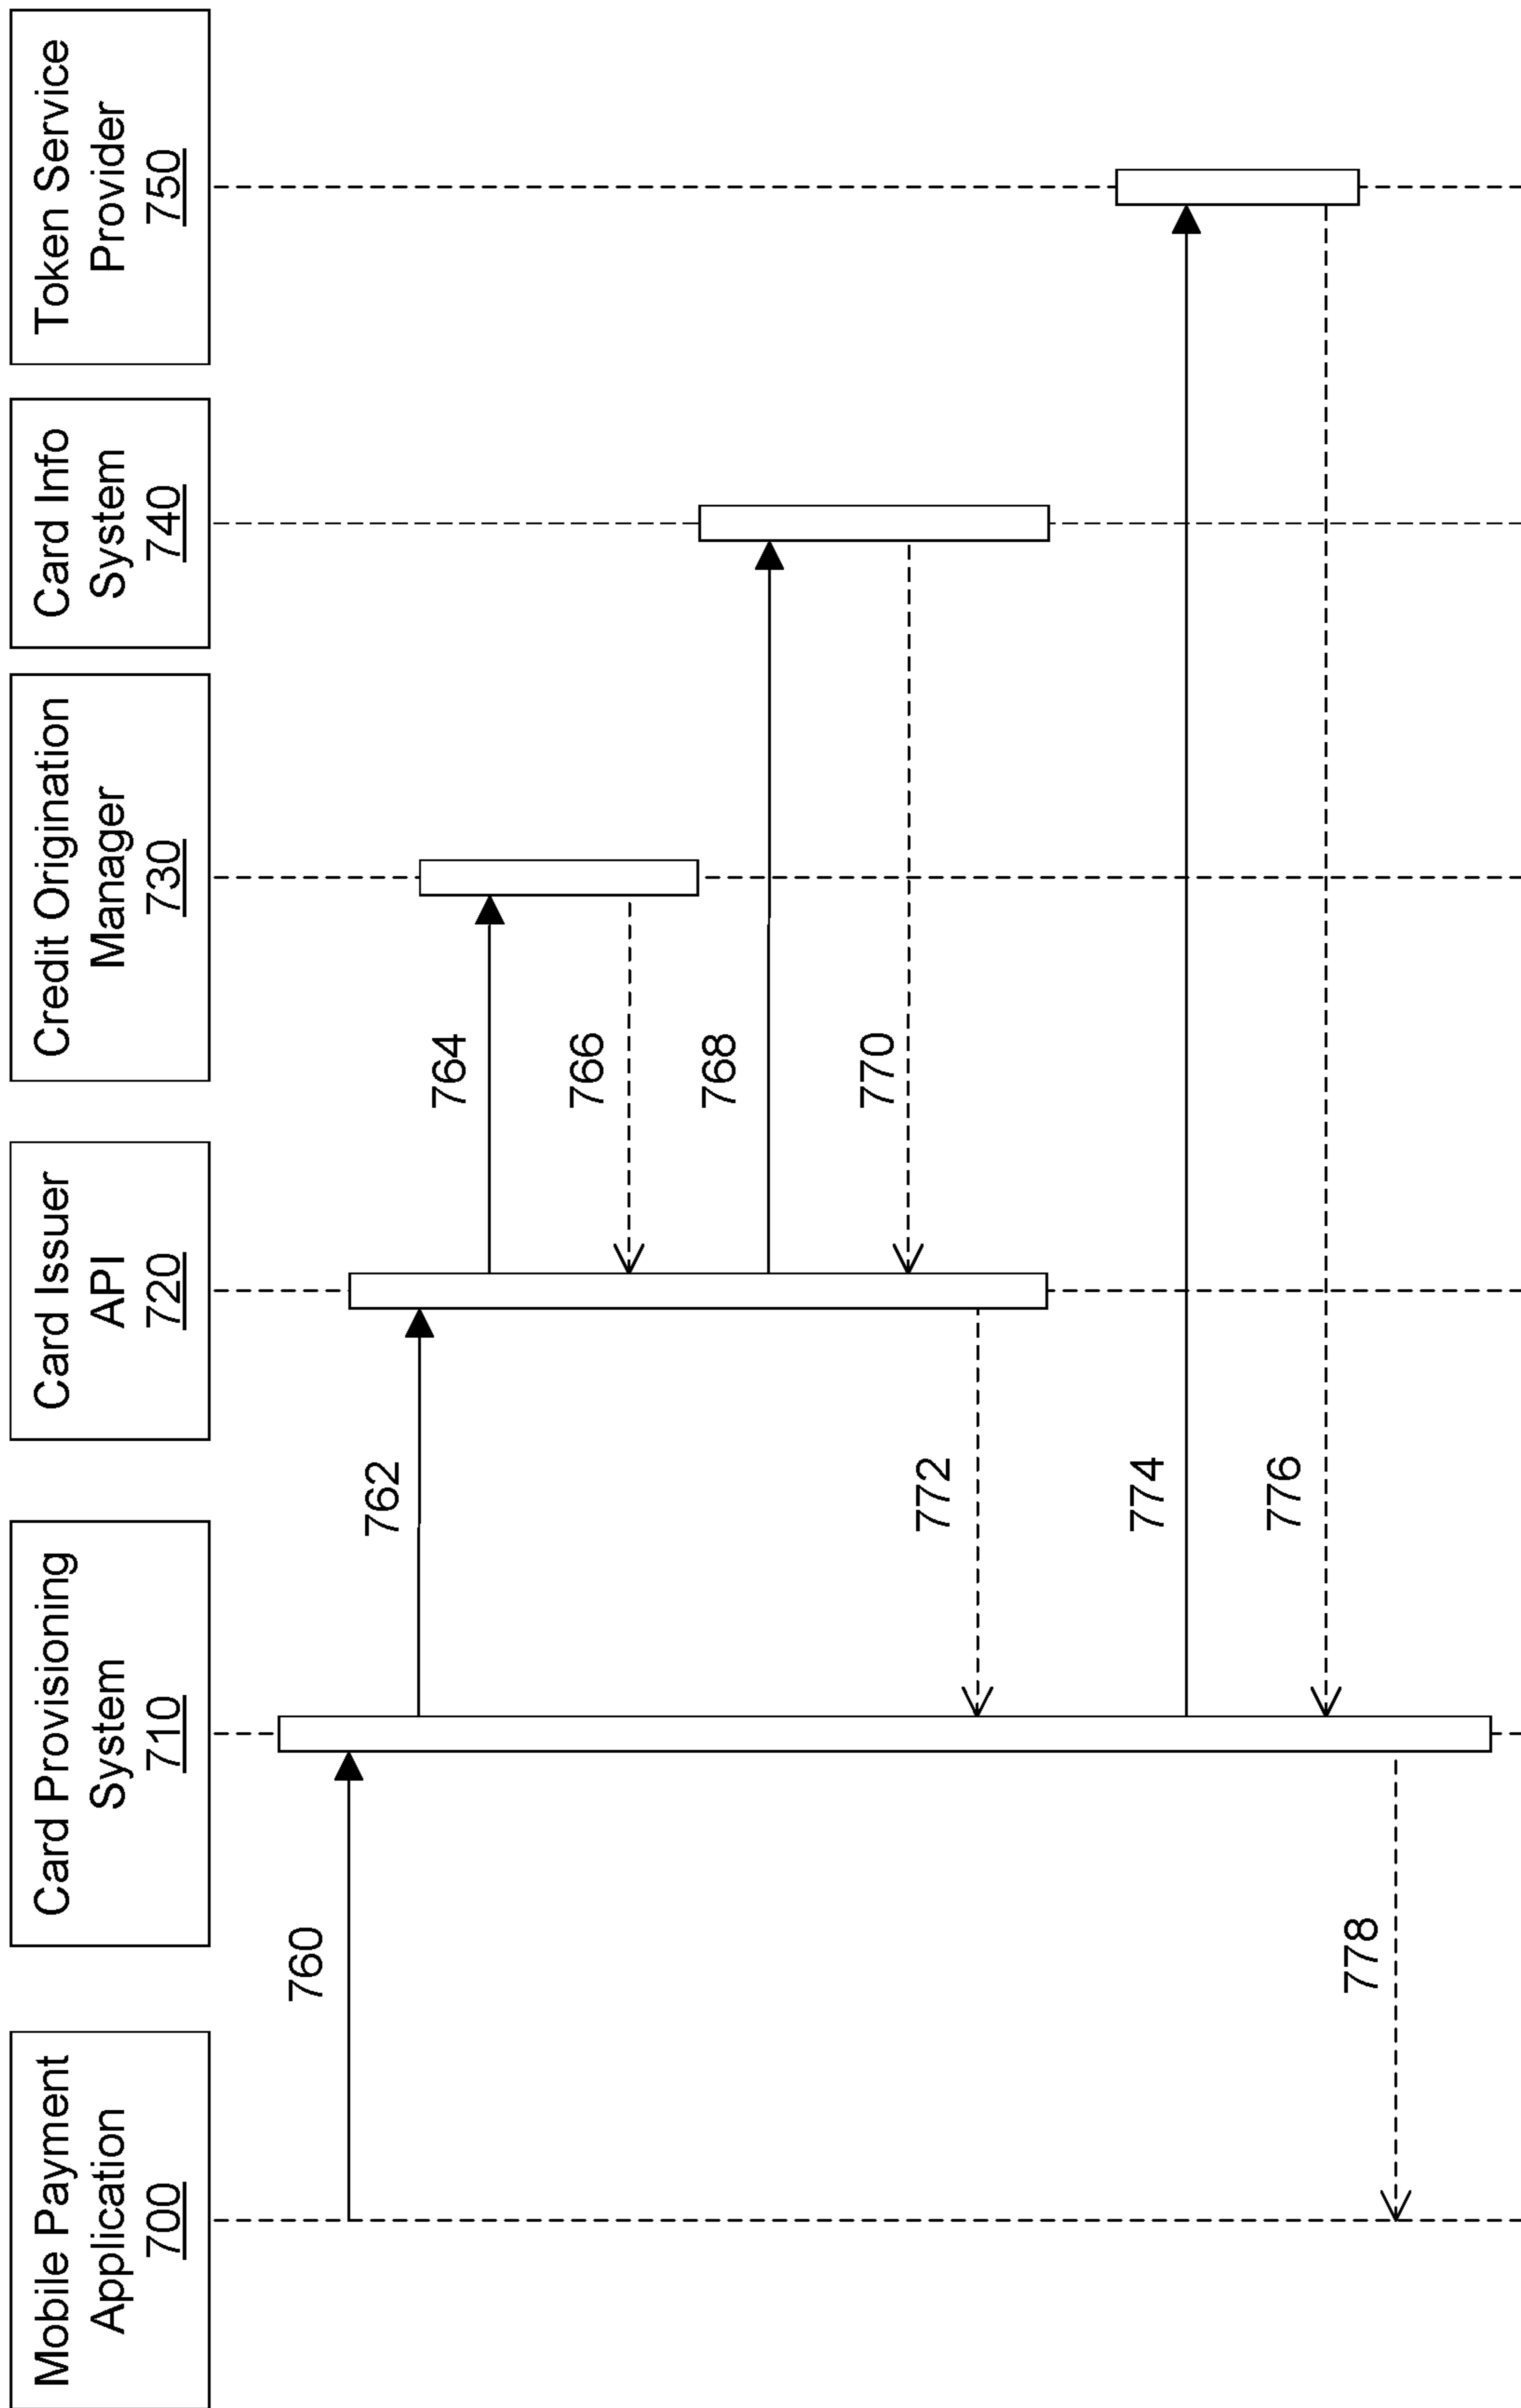 Mobile Payment
Application
700
Card Provisioning
System
710
Card Issuer
API
720
Credit Origination
Manager
730
Card Info
System
740
Token Service
Provider
750
760
762
764
766
768
770
772
774
776
778